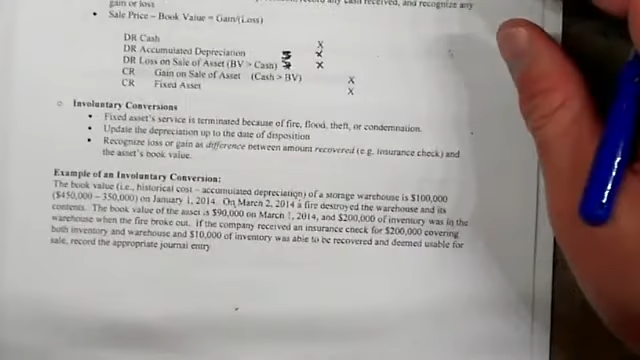 gain or loss any cash received, and recognize any
• Sale Price – Book Value = Gain/(Loss)
DR Cash X
DR Accumulated Depreciation X
DR Loss on Sale of Asset (BV > Cash) X
CR Gain on Sale of Asset (Cash > BV) X
CR Fixed Asset X
o Involuntary Conversions
• Fixed asset's service is terminated because of fire, flood, theft, or condemnation.
• Update the depreciation up to the date of disposition
• Recognize loss or gain as difference between amount recovered (e.g. insurance check) and
the asset's book value.
Example of an Involuntary Conversion:
The book value (i.e., historical cost – accumulated depreciation) of a storage warehouse is $100,000
($450,000 – 350,000) on January 1, 2014. On March 2, 2014 a fire destroyed the warehouse and its
contents. The book value of the asset is $90,000 on March 1, 2014, and $200,000 of inventory was in the
warehouse when the fire broke out. If the company received an insurance check for $200,000 covering
both inventory and warehouse and $10,000 of inventory was able to be recovered and deemed usable for
sale, record the appropriate journal entry